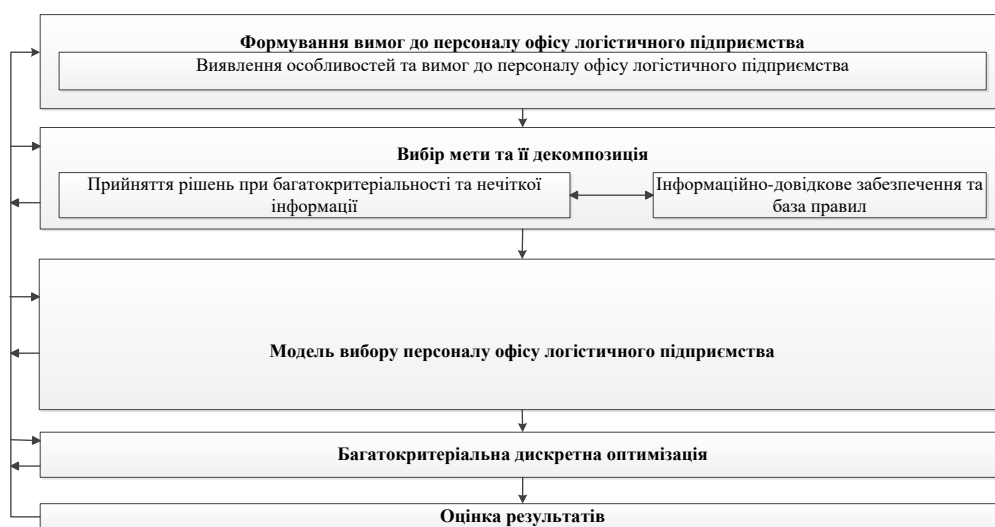 Формування вимог до персоналу офісу логістичного підприємства
Виявлення особливостей та вимог до персоналу офісу логістичного підприємства
Вибір мети та її декомпозиція
Прийняття рішень при багатокритеріальності та нечіткої
інформації
Інформаційно-довідкове забезпечення та
база правил
Модель вибору персоналу офісу логістичного підприємства
Багатокритеріальна дискретна оптимізація
Оцінка результатів